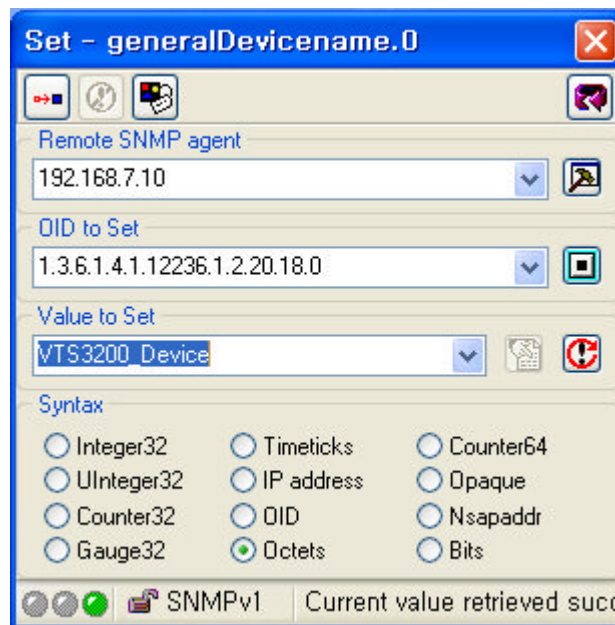 Set - generalDevicename.0
Remote SNMP agent
192.168.7.10
OID to Set
1.3.6.1.4.1.12236.1.2.20.18.0
Value to Set
VTS3200_Device
Syntax
Integer32 Timeticks Counter64
UInteger32 IP address Opaque
Counter32 OID Nsapaddr
Gauge32 Octets Bits
SNMPv1 Current value retrieved succ